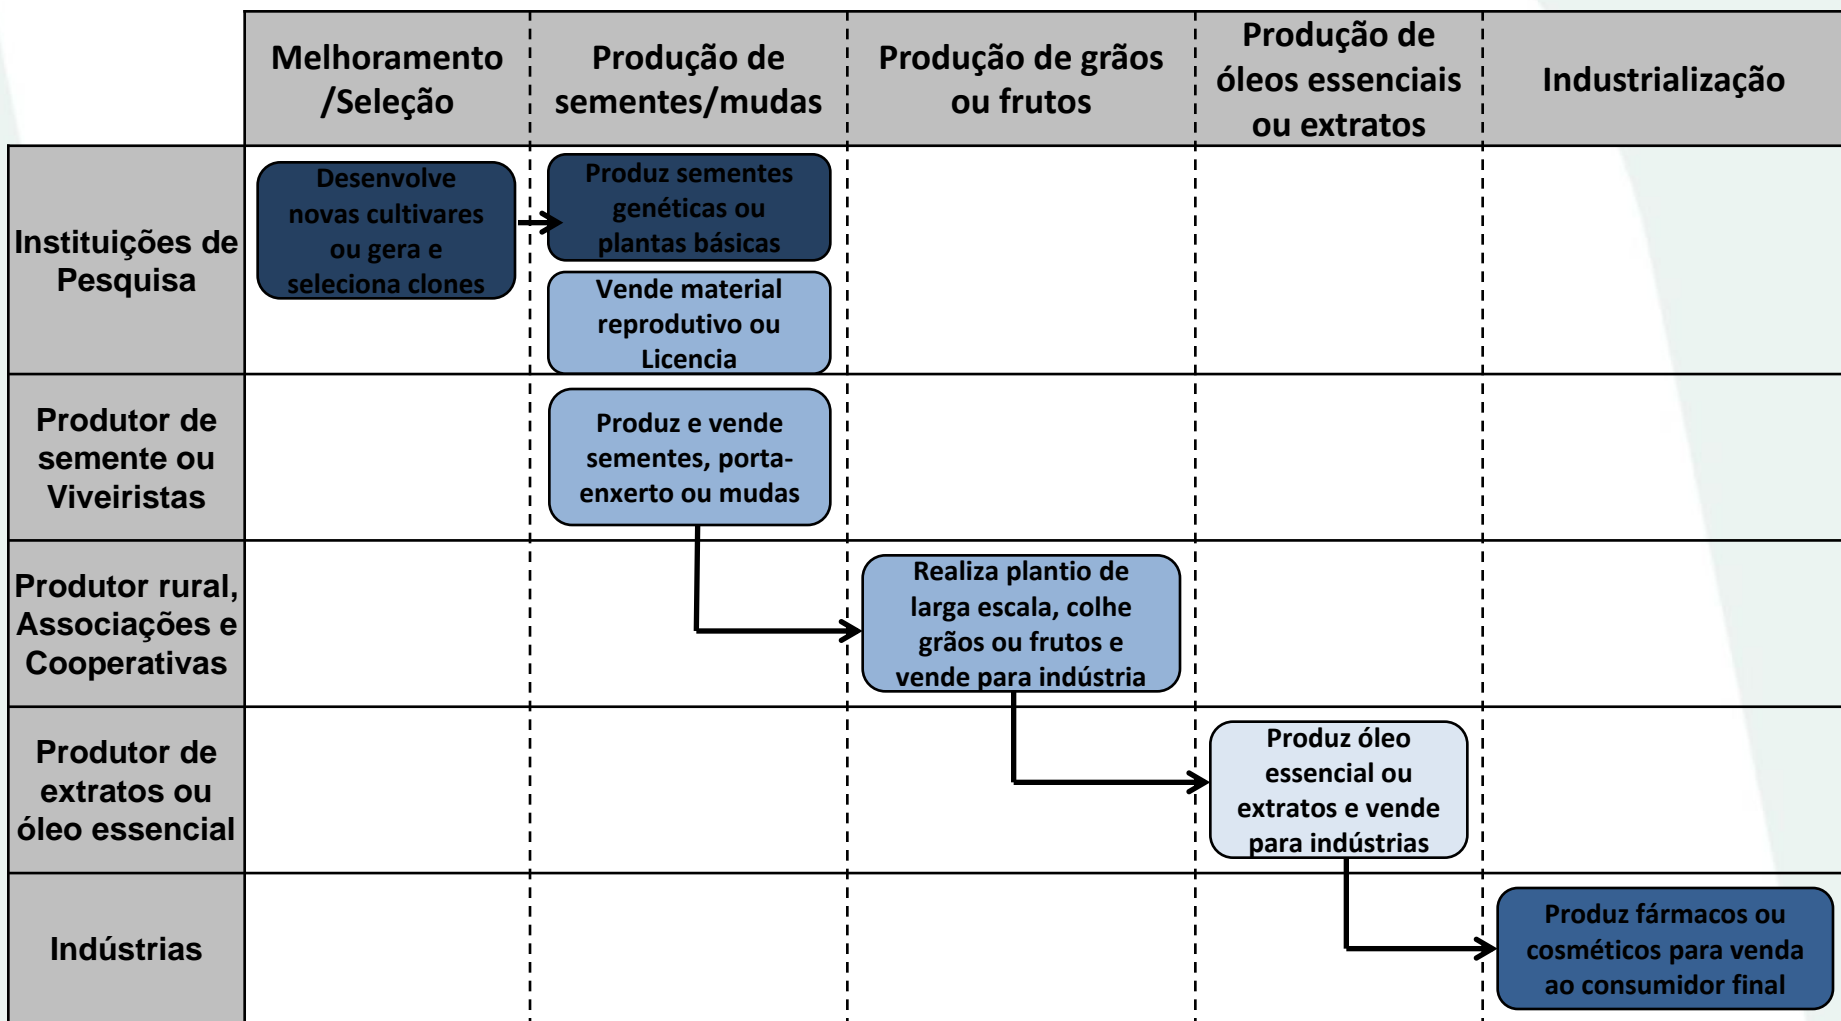 Melhoramento
/Seleção
Produção de
sementes/mudas
Produção de grãos
ou frutos
Produção de
óleos essenciais
ou extratos
Industrialização
Instituições de
Pesquisa
Desenvolve
novas cultivares
ou gera e
seleciona clones
Produz sementes
genéticas ou
plantas básicas
Vende material
reprodutivo ou
Licencia
Produtor de
semente ou
Viveiristas
Produz e vende
sementes, porta-
enxerto ou mudas
Produtor rural,
Associações e
Cooperativas
Realiza plantio de
larga escala, colhe
grãos ou frutos e
vende para indústria
Produtor de
extratos ou
óleo essencial
Produz óleo
essencial ou
extratos e vende
para indústrias
Indústrias
Produz fármacos ou
cosméticos para venda
ao consumidor final